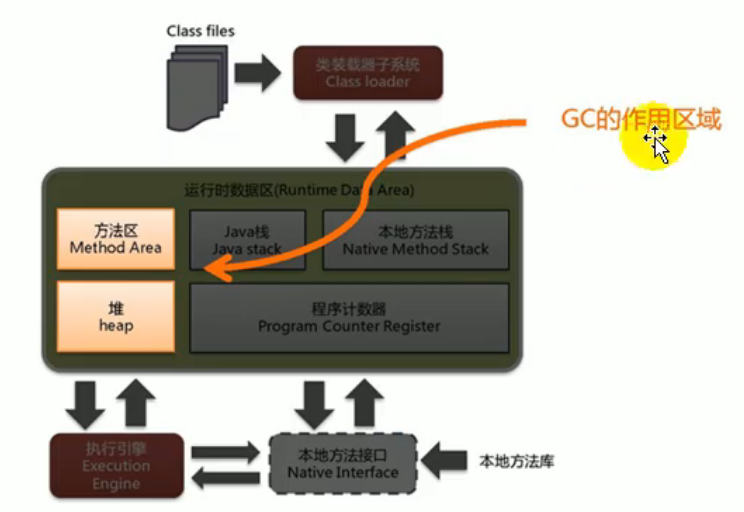 Class files
类装载器子系统
Class loader
GC的作用区域
运行时数据区(Runtime Data Area)
方法区
Method Area
Java栈
Java stack
本地方法栈
Native Method Stack
堆
heap
程序计数器
Program Counter Register
执行引擎
Execution
Engine
本地方法接口
Native Interface
本地方法库